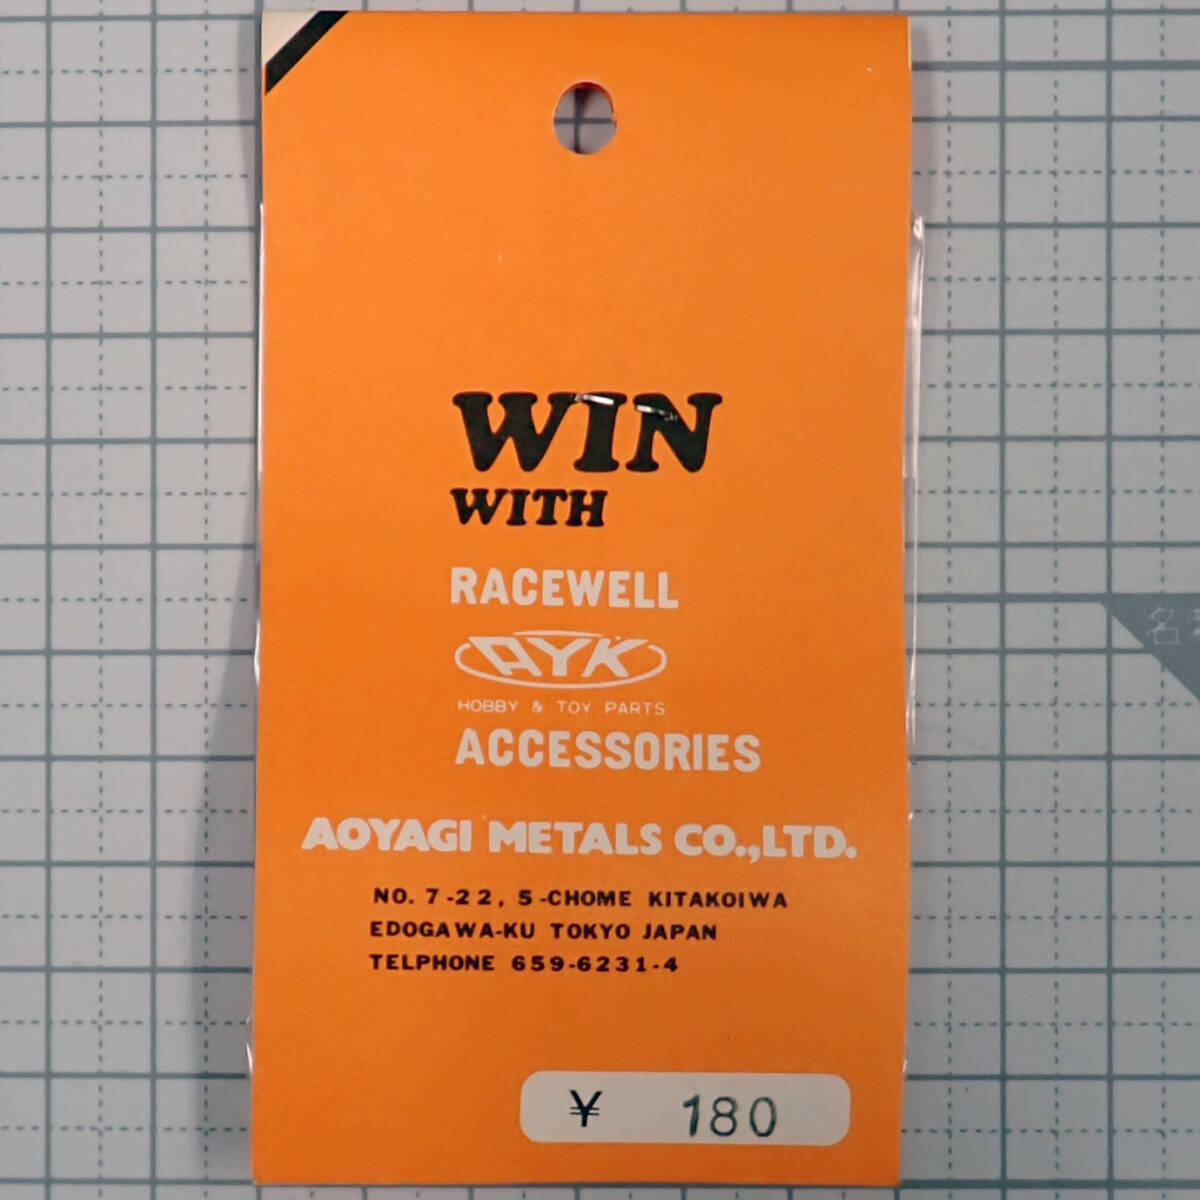 WIN
WITH
RACEWELL
AYK
HOBBY & TOY PARTS
ACCESSORIES
AOYAGI METALS CO.,LTD.
NO. 7-22, 5-CHOME KITAKOIWA
EDOGAWA-KU TOKYO JAPAN
TELPHONE 659-6231-4
¥ 180
名